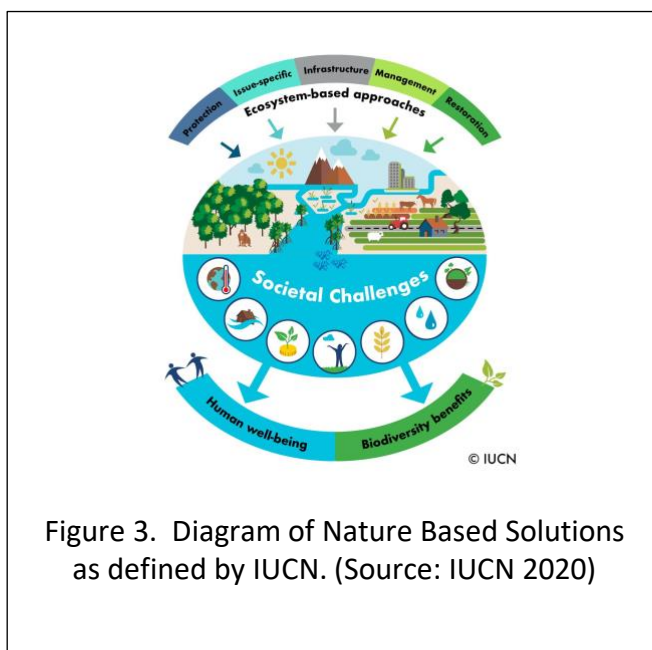 Protection
Issue-specific
Infrastructure
Management
Restoration
Ecosystem-based approaches
Societal Challenges
Human well-being
Biodiversity benefits
© IUCN
Figure 3.  Diagram of Nature Based Solutions
as defined by IUCN. (Source: IUCN 2020)